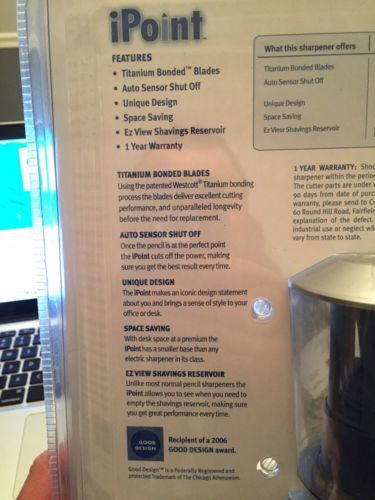 iPoint™
FEATURES
• Titanium Bonded™ Blades
• Auto Sensor Shut Off
• Unique Design
• Space Saving
• Ez View Shavings Reservoir
• 1 Year Warranty
TITANIUM BONDED BLADES
Using the patented Westcott® Titanium bonding
process the blades deliver excellent cutting
performance, and unparalleled longevity
before the need for replacement.
AUTO SENSOR SHUT OFF
Once the pencil is at the perfect point
the iPoint cuts off the power, making
sure you get the best result every time.
UNIQUE DESIGN
The iPoint makes an iconic design statement
about you and brings a sense of style to your
office or desk.
SPACE SAVING
With desk space at a premium the
iPoint has a smaller base than any
electric sharpener in its class.
EZ VIEW SHAVINGS RESERVOIR
Unlike most normal pencil sharpeners the
iPoint allows you to see when you need to
empty the shavings reservoir, making sure
you get great performance every time.
GOOD
DESIGN
Recipient of a 2006
GOOD DESIGN award.
Good Design™ is a Federally Registered and
protected Trademark of The Chicago Athenaeum.
What this sharpener offers
Titanium Bonded Blades
Auto Sensor Shut Off
Unique Design
Space Saving
Ez View Shavings Reservoir
1 YEAR WARRANTY:
sharpener within the
The cutter parts are under
90 days from date of
warranty, please send to
60 Round Hill Road,
explanation of the defect.
industrial use or neglect
vary from state to state.